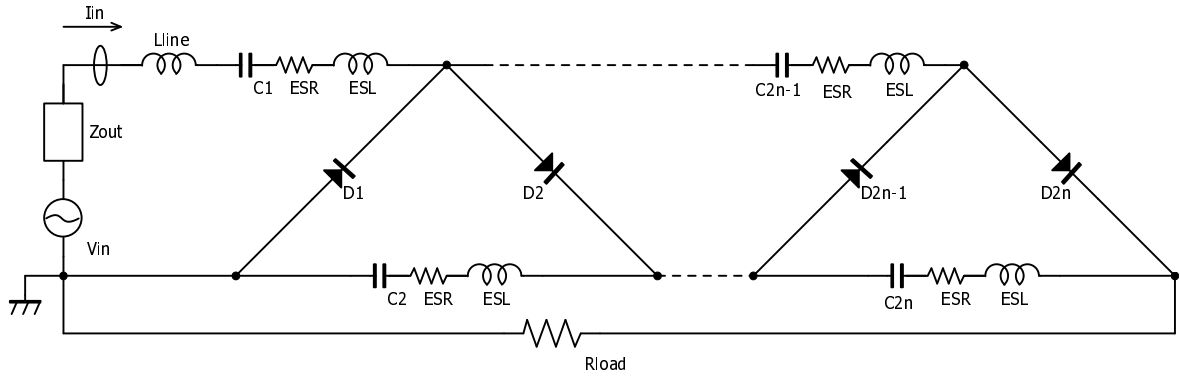 Iin
Lline
C1 ESR ESL
C2n-1 ESR ESL
Zout
D1 D2 D2n-1 D2n
Vin
C2 ESR ESL
C2n ESR ESL
Rload